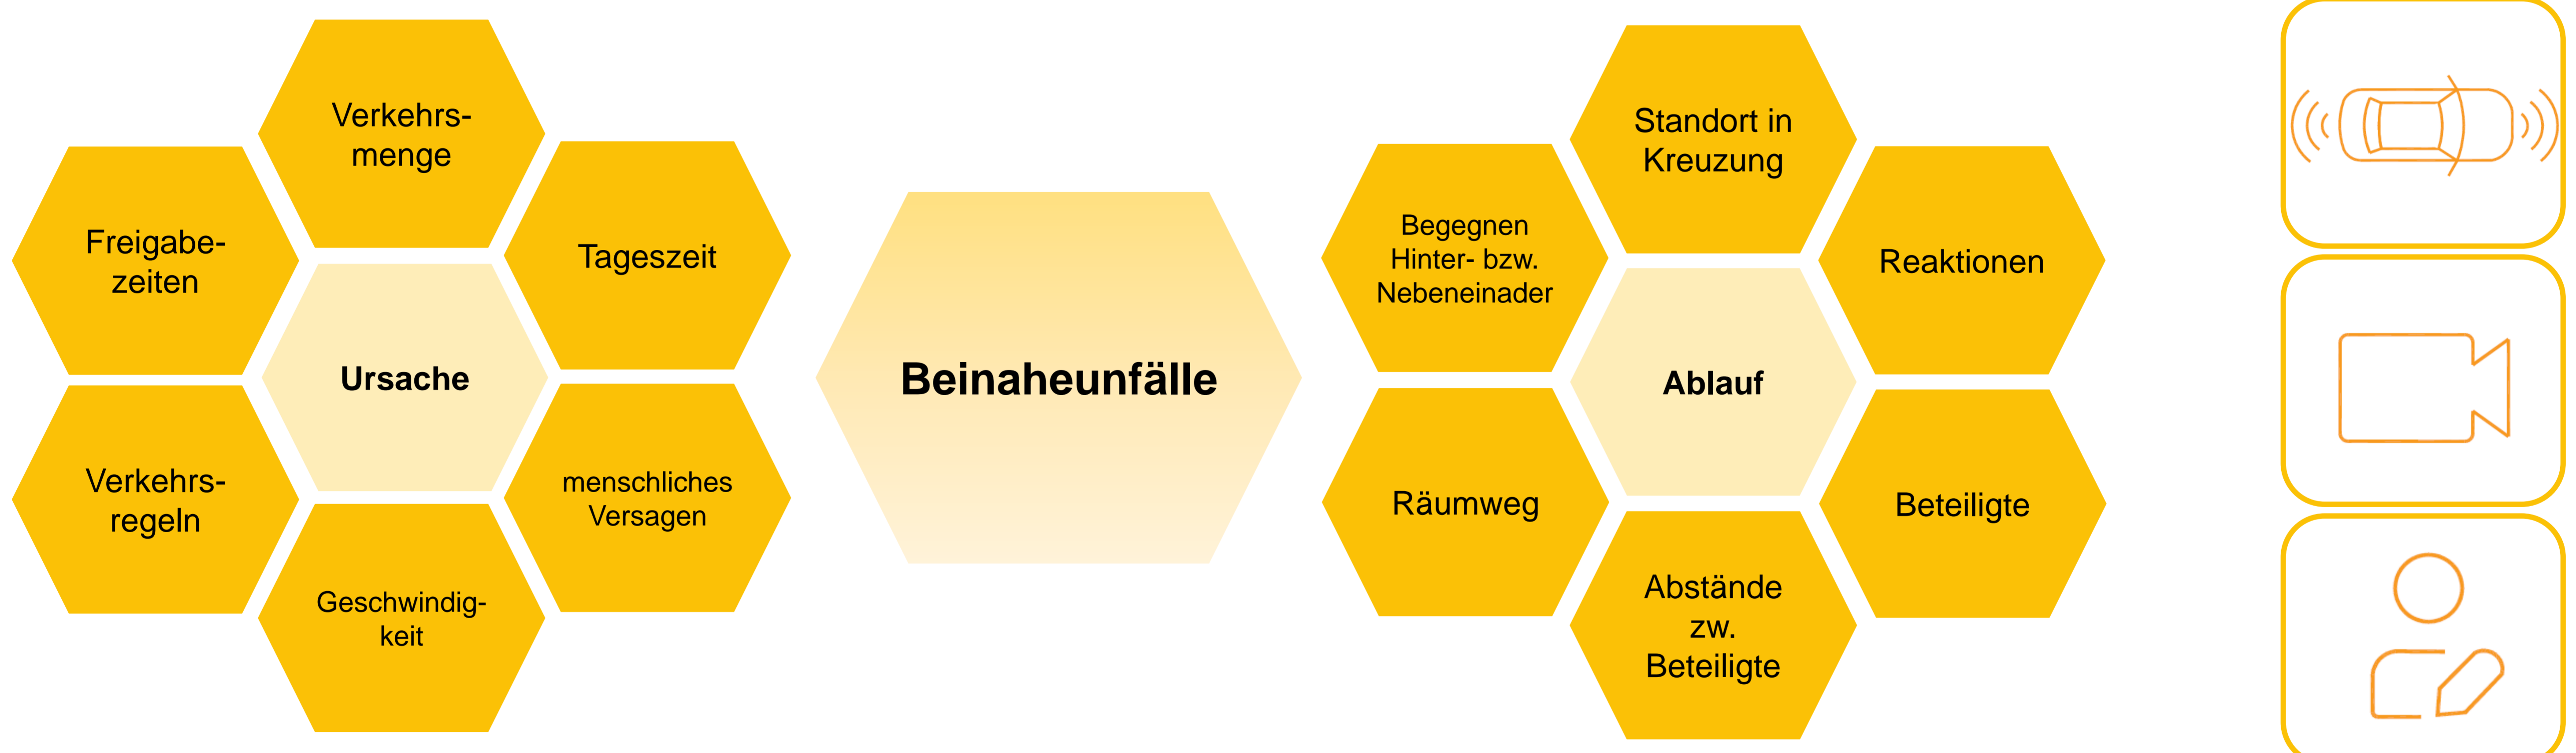 Verkehrs-
menge
Freigabe-
zeiten
Tageszeit
Ursache
Verkehrs-
regeln
menschliches
Versagen
Geschwindig-
keit
Beinaheunfälle
Standort in
Kreuzung
Begegnen
Hinter- bzw.
Nebeneinader
Reaktionen
Ablauf
Räumweg
Beteiligte
Abstände
zw.
Beteiligte